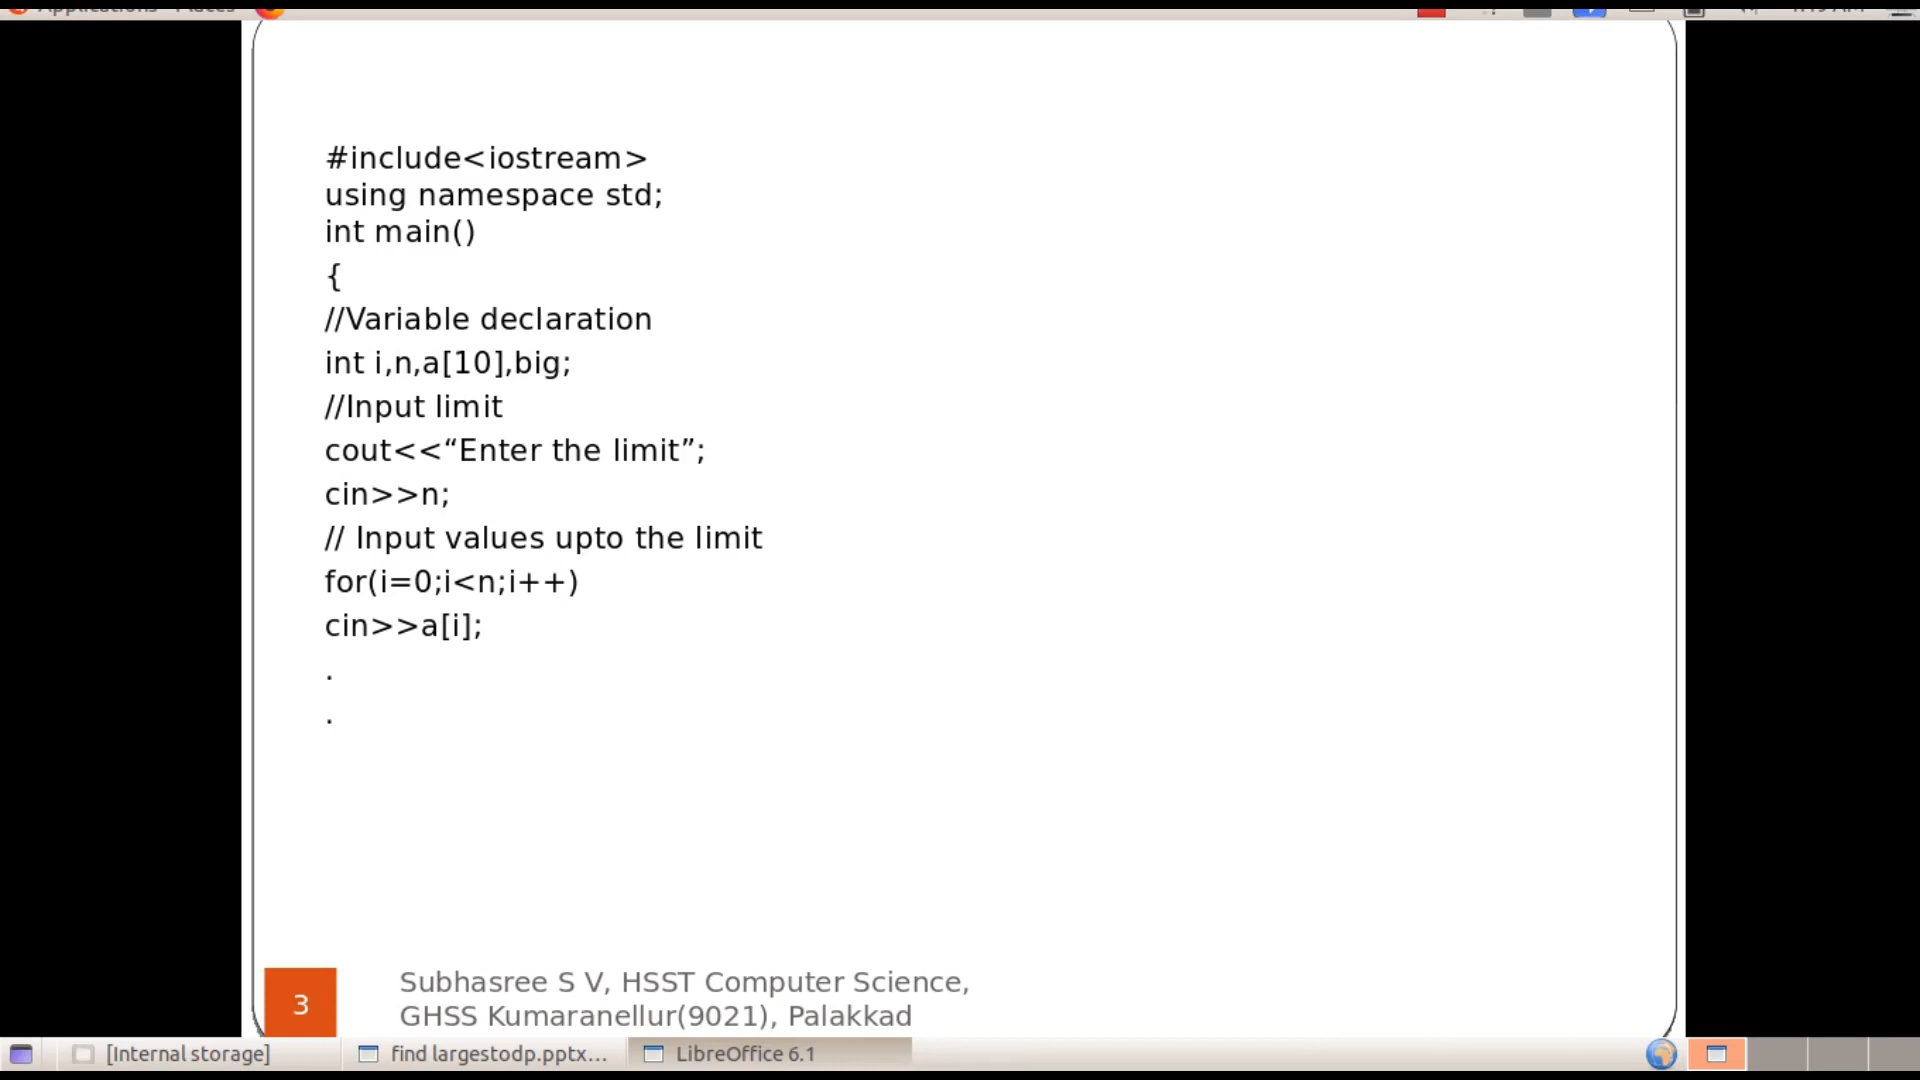 Applications Places
#include<iostream>
using namespace std;
int main()
{
//Variable declaration
int i,n,a[10],big;
//Input limit
cout<<“Enter the limit”;
cin>>n;
// Input values upto the limit
for(i=0;i<n;i++)
cin>>a[i];
.
.
3
Subhasree S V, HSST Computer Science,
GHSS Kumaranellur(9021), Palakkad
[Internal storage]
find largestodp.pptx...
LibreOffice 6.1